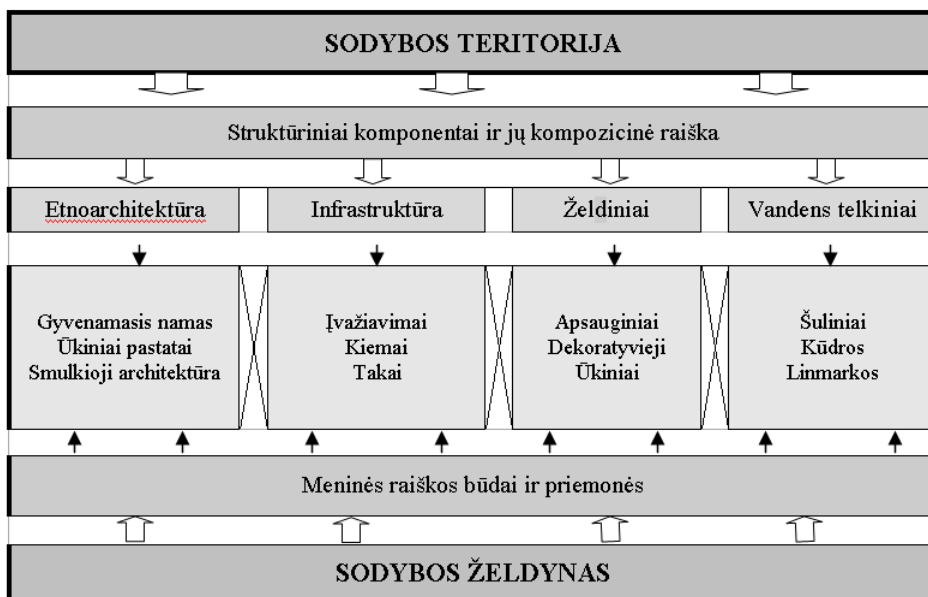 SODYBOS TERITORIJA
Struktūriniai komponentai ir jų kompozicinė raiška
Etnoarchitektūra
Infrastruktūra
Želdiniai
Vandens telkiniai
Gyvenamasis namas
Ūkiniai pastatai
Smulkioji architektūra
Įvažiavimai
Kiemai
Takai
Apsauginiai
Dekoratyvieji
Ūkiniai
Šuliniai
Kūdros
Linmarkos
Meninės raiškos būdai ir priemonės
SODYBOS ŽELDYNAS